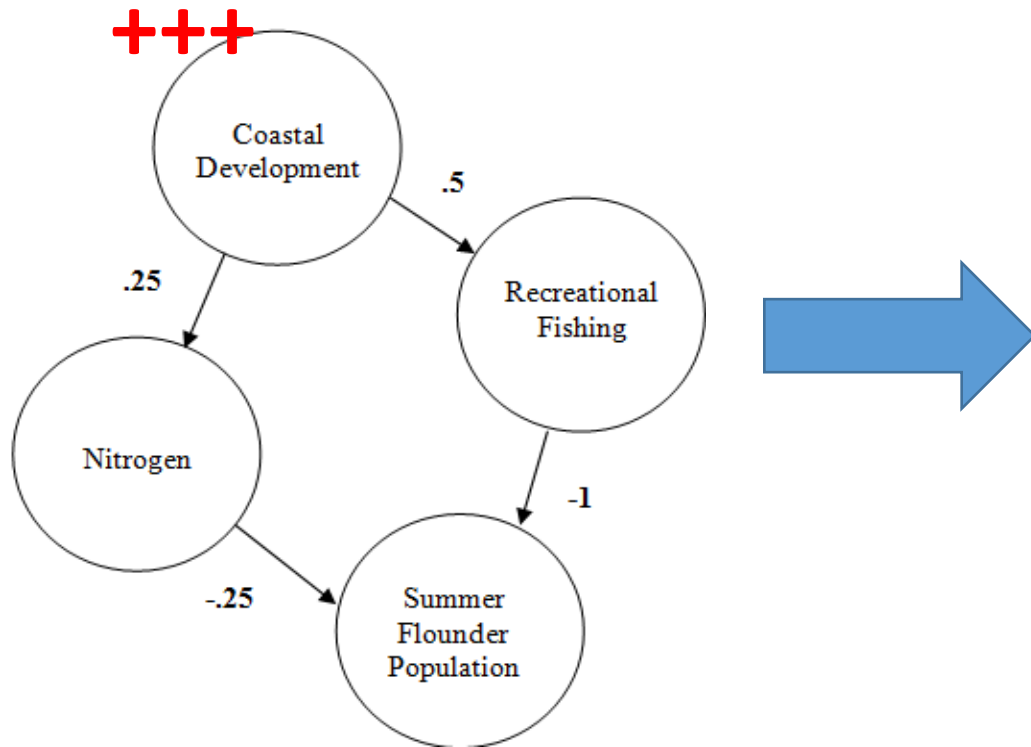 +++
Coastal
Development
.5
.25
Recreational
Fishing
Nitrogen
-1
-.25
Summer
Flounder
Population